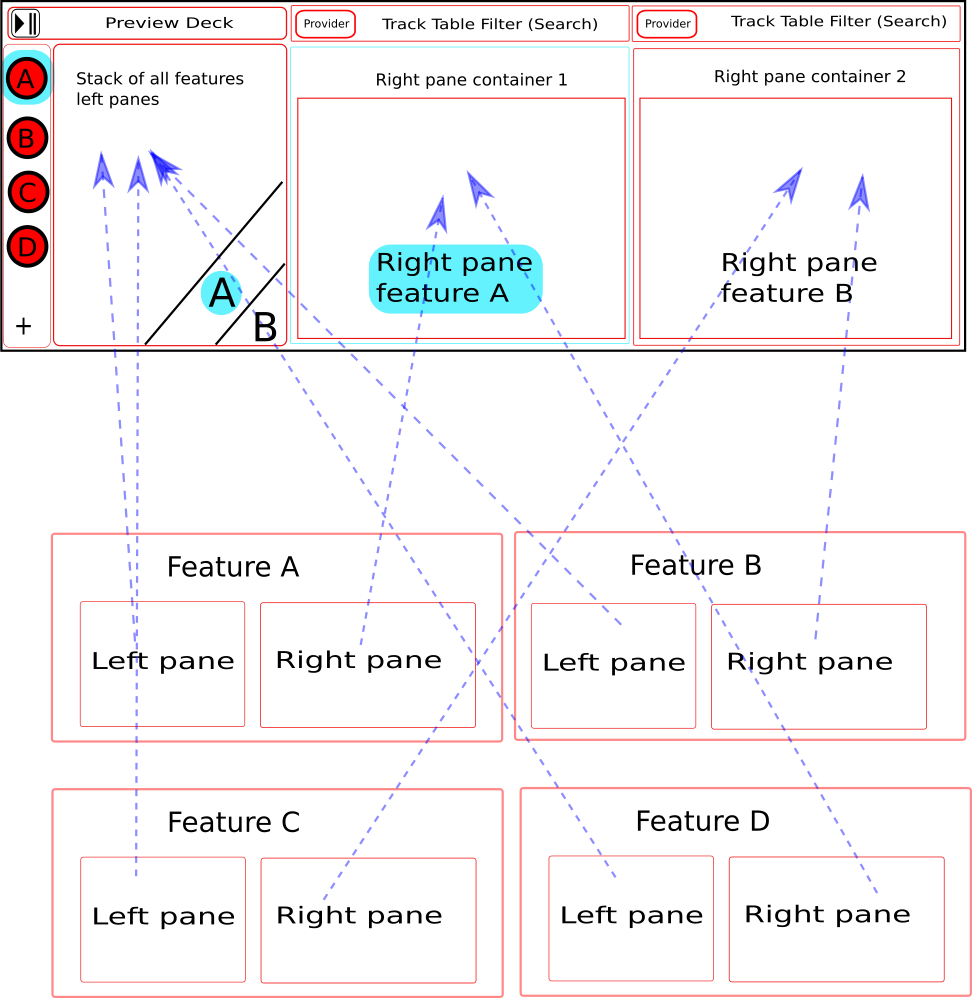 Preview Deck
Provider
Track Table Filter (Search)
Provider
Track Table Filter (Search)
A
B
C
D
+
Stack of all features
left panes
A
B
Right pane container 1
Right pane
feature A
Right pane container 2
Right pane
feature B
Feature A
Left pane
Right pane
Feature B
Left pane
Right pane
Feature C
Left pane
Right pane
Feature D
Left pane
Right pane